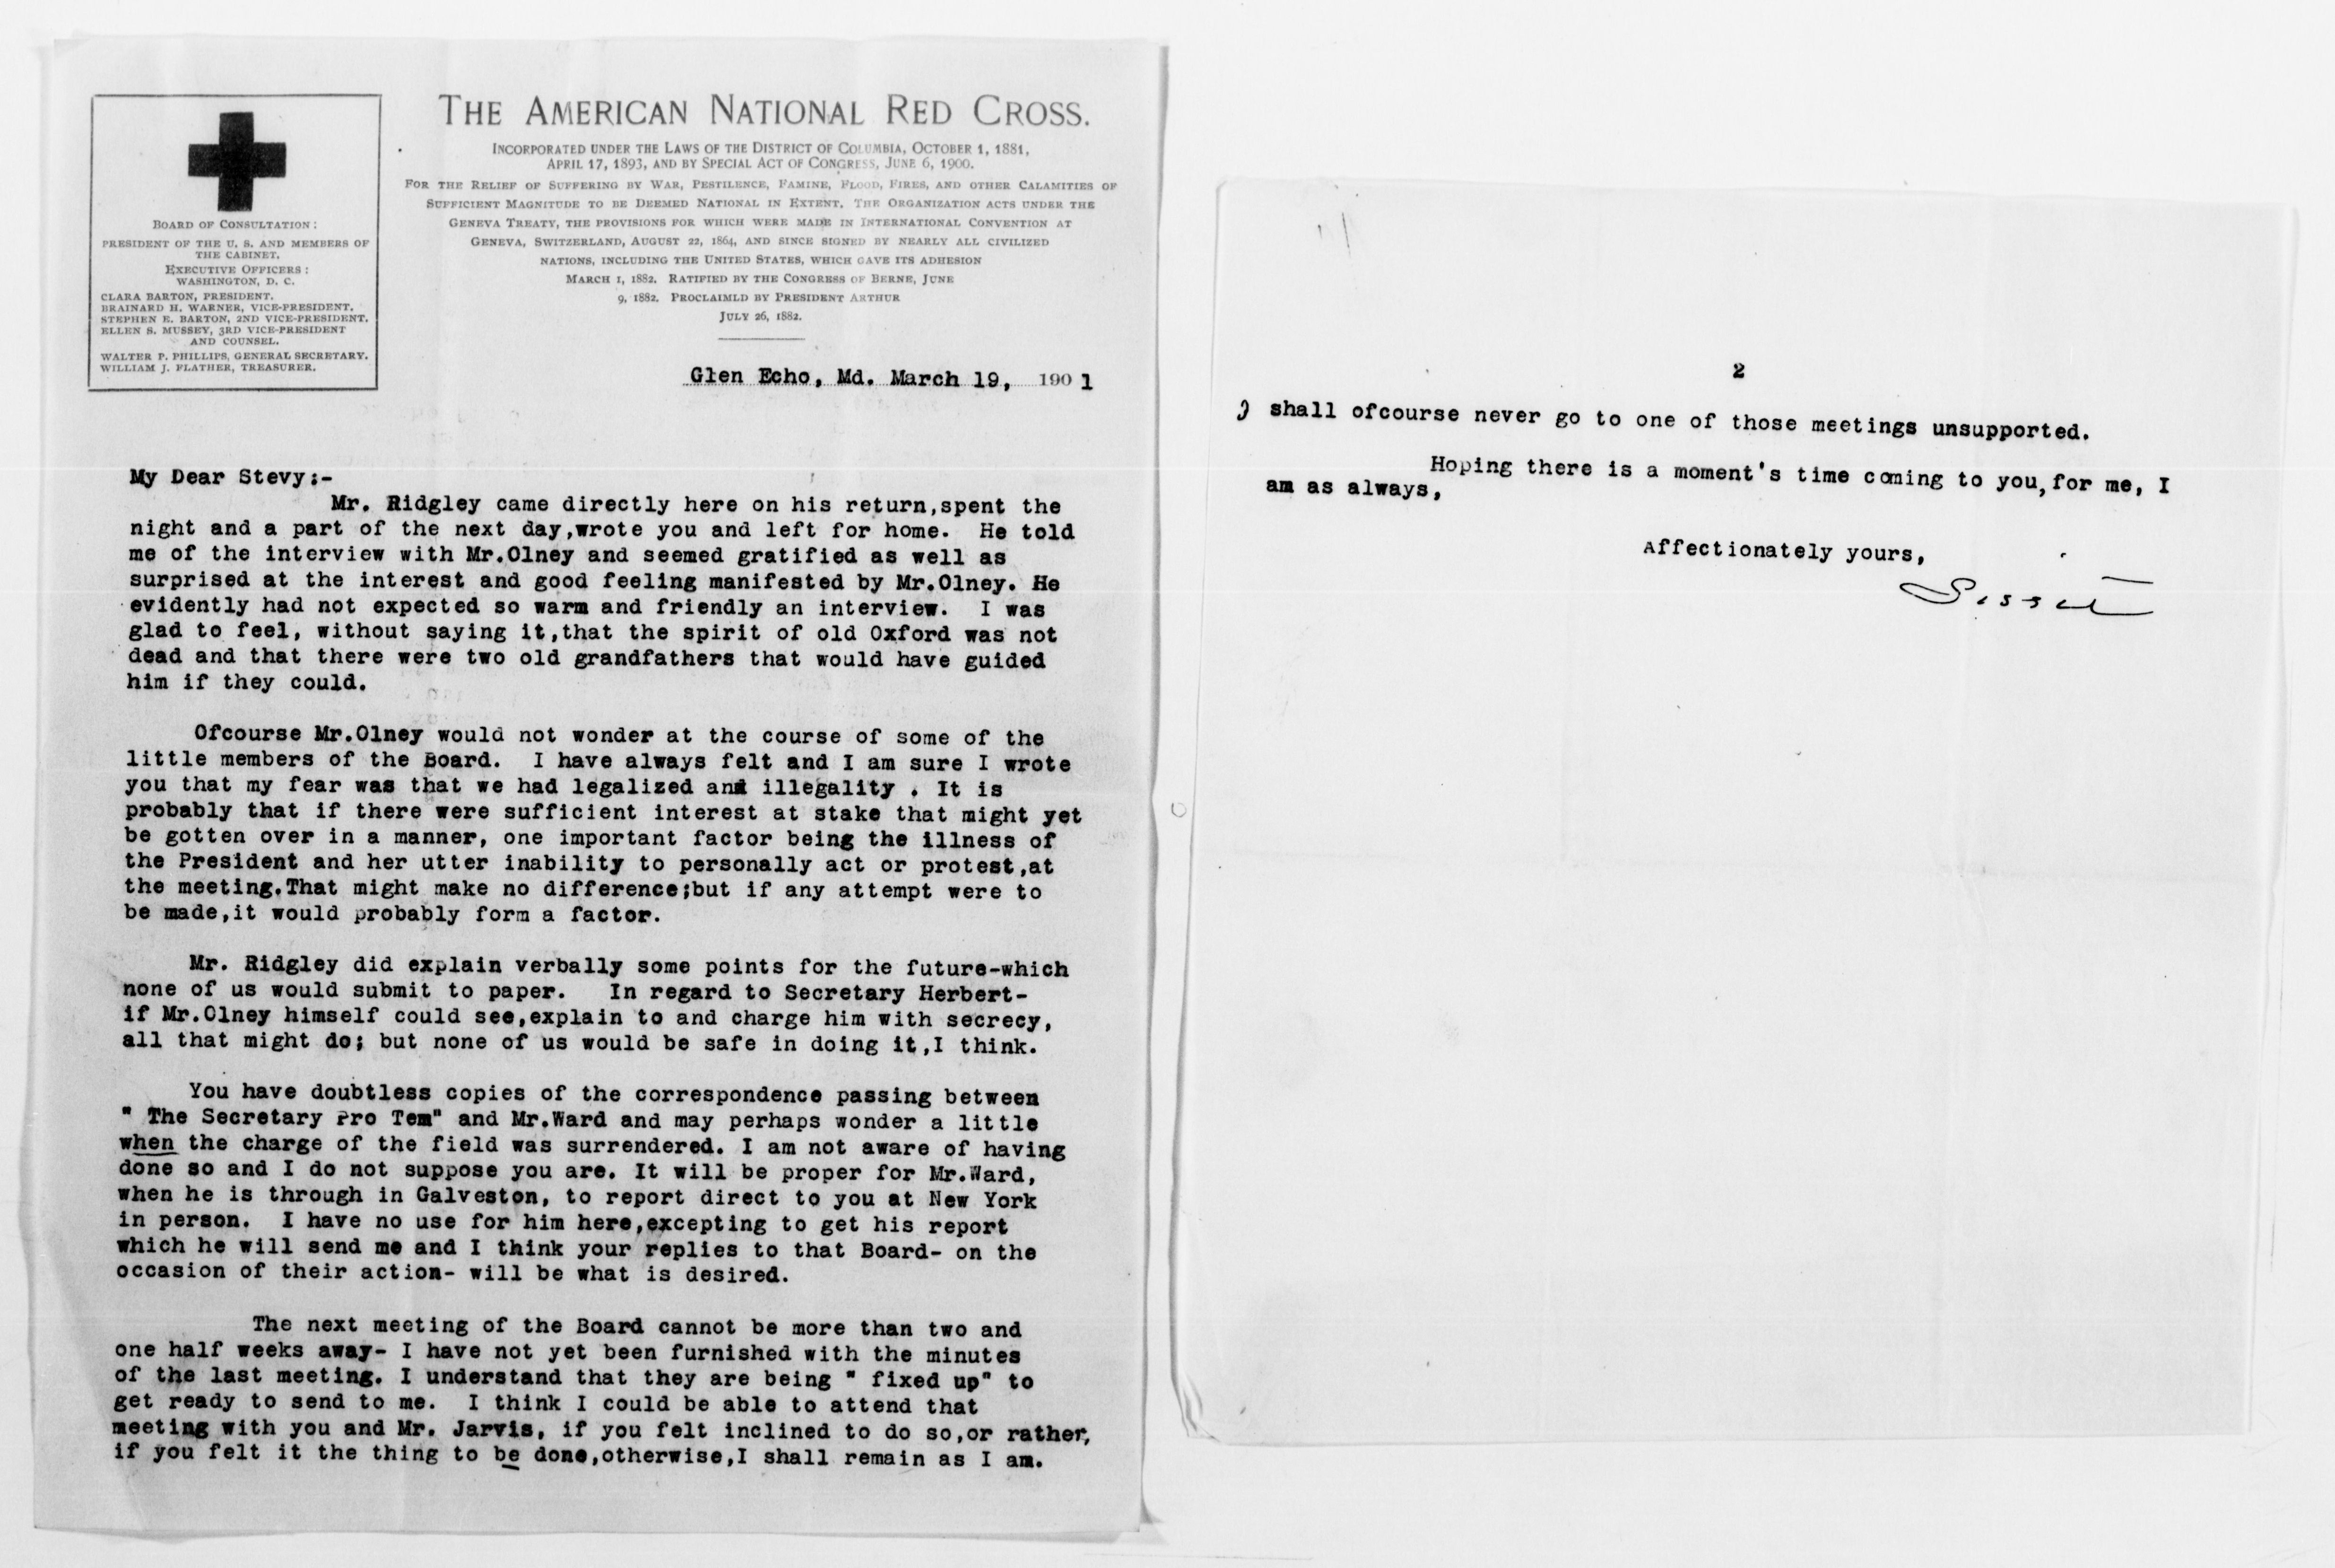 THE AMERICAN NATIONAL RED CROSS.
INCORPORATED UNDER THE LAWS OF THE DISTRICT OF COLUMBIA, OCTOBER 1, 1881,
APRIL 17, 1893, AND BY SPECIAL ACT OF CONGRESS, JUNE 6, 1900.
FOR THE RELIEF OF SUFFERING BY WAR, PESTILENCE, FAMINE, FLOOD, FIRES, AND OTHER CALAMITIES OF
SUFFICIENT MAGNITUDE TO BE DEEMED NATIONAL IN EXTENT. THE ORGANIZATION ACTS UNDER THE
GENEVA TREATY, THE PROVISIONS FOR WHICH WERE MADE IN INTERNATIONAL CONVENTION AT
GENEVA, SWITZERLAND, AUGUST 22, 1864, AND SINCE SIGNED BY NEARLY ALL CIVILIZED
NATIONS, INCLUDING THE UNITED STATES, WHICH GAVE ITS ADHESION
MARCH 1, 1882. RATIFIED BY THE CONGRESS OF BERNE, JUNE
9, 1882. PROCLAIMED BY PRESIDENT ARTHUR
JULY 26, 1882.
BOARD OF CONSULTATION:
PRESIDENT OF THE U. S. AND MEMBERS OF
THE CABINET.
EXECUTIVE OFFICERS:
WASHINGTON, D. C.
CLARA BARTON, PRESIDENT.
BRAINARD H. WARNER, VICE-PRESIDENT.
STEPHEN E. BARTON, 2ND VICE-PRESIDENT.
ELLEN S. MUSSEY, 3RD VICE-PRESIDENT
AND COUNSEL.
WALTER P. PHILLIPS, GENERAL SECRETARY.
WILLIAM J. FLATHER, TREASURER.
Glen Echo, Md. March 19, 1901
My Dear Stevy:-
Mr. Ridgley came directly here on his return,spent the
night and a part of the next day,wrote you and left for home. He told
me of the interview with Mr.Olney and seemed gratified as well as
surprised at the interest and good feeling manifested by Mr.Olney. He
evidently had not expected so warm and friendly an interview. I was
glad to feel, without saying it,that the spirit of old Oxford was not
dead and that there were two old grandfathers that would have guided
him if they could.
Ofcourse Mr.Olney would not wonder at the course of some of the
little members of the Board. I have always felt and I am sure I wrote
you that my fear was that we had legalized and illegality . It is
probably that if there were sufficient interest at stake that might yet
be gotten over in a manner, one important factor being the illness of
the President and her utter inability to personally act or protest,at
the meeting.That might make no difference;but if any attempt were to
be made,it would probably form a factor.
Mr. Ridgley did explain verbally some points for the future-which
none of us would submit to paper. In regard to Secretary Herbert-
if Mr.Olney himself could see,explain to and charge him with secrecy,
all that might do; but none of us would be safe in doing it,I think.
You have doubtless copies of the correspondence passing between
" The Secretary Pro Tem" and Mr.Ward and may perhaps wonder a little
when the charge of the field was surrendered. I am not aware of having
done so and I do not suppose you are. It will be proper for Mr.Ward,
when he is through in Galveston, to report direct to you at New York
in person. I have no use for him here,excepting to get his report
which he will send me and I think your replies to that Board- on the
occasion of their action- will be what is desired.
The next meeting of the Board cannot be more than two and
one half weeks away- I have not yet been furnished with the minutes
of the last meeting. I understand that they are being " fixed up" to
get ready to send to me. I think I could be able to attend that
meeting with you and Mr. Jarvis, if you felt inclined to do so,or rather,
if you felt it the thing to be done,otherwise,I shall remain as I am.
2
I shall ofcourse never go to one of those meetings unsupported.
Hoping there is a moment's time coming to you,for me, I
am as always,
Affectionately yours,